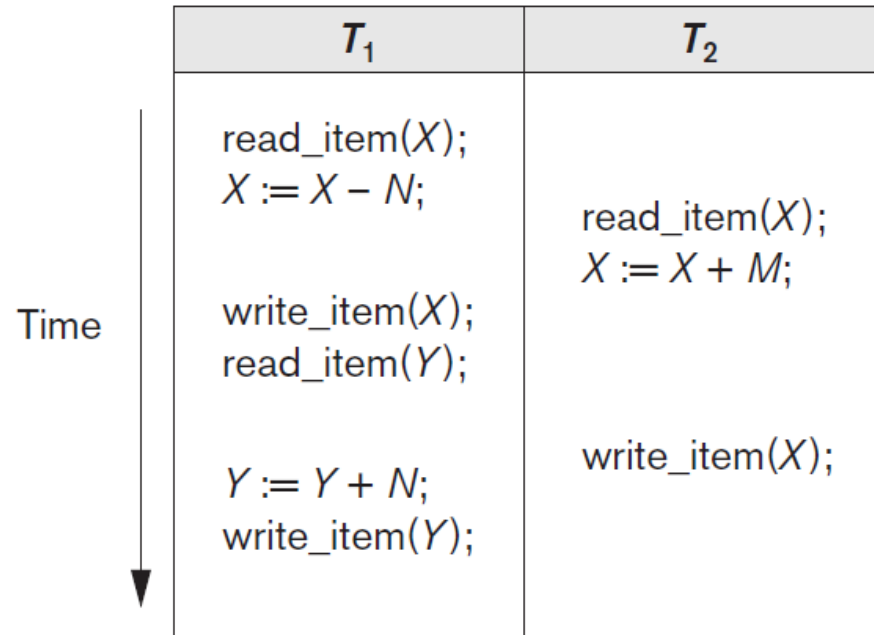 T₁
T₂
read_item(X);
X := X – N;
read_item(X);
X := X + M;
write_item(X);
Time
read_item(Y);
write_item(X);
Y := Y + N;
write_item(Y);